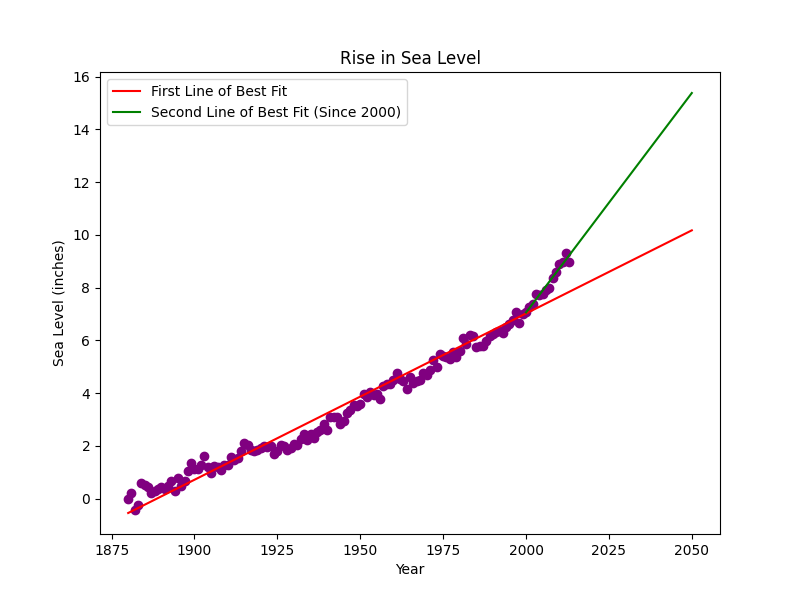 Rise in Sea Level
First Line of Best Fit
Second Line of Best Fit (Since 2000)
Sea Level (inches)
16
14
12
10
8
6
4
2
0
1875 1900 1925 1950 1975 2000 2025 2050
Year